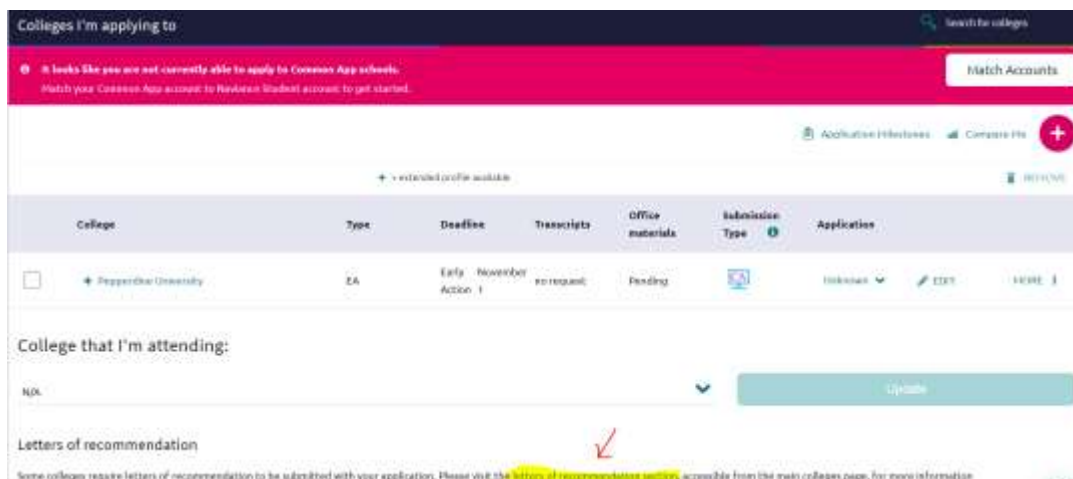 Colleges I'm applying to
Search for colleges
It looks like you are not currently able to apply to Common App schools.
Match your Common App account to Naviance Student account to get started.
Match Accounts
Application Milestones
Compare Me
+ = extended profile available
REMOVE
College Type Deadline Transcripts Office materials Submission Type Application
+ Pepperdine University EA Early Action November 1 no request Pending Unknown EDIT MORE
College that I'm attending:
N/A
Update
Letters of recommendation
Some colleges require letters of recommendation to be submitted with your application. Please visit the letters of recommendation section, accessible from the main colleges page, for more information